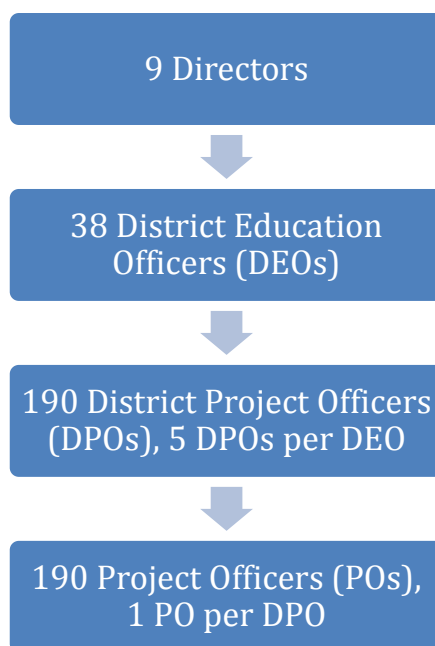 9 Directors
38 District Education
Officers (DEOs)
190 District Project Officers
(DPOs), 5 DPOs per DEO
190 Project Officers (POs),
1 PO per DPO